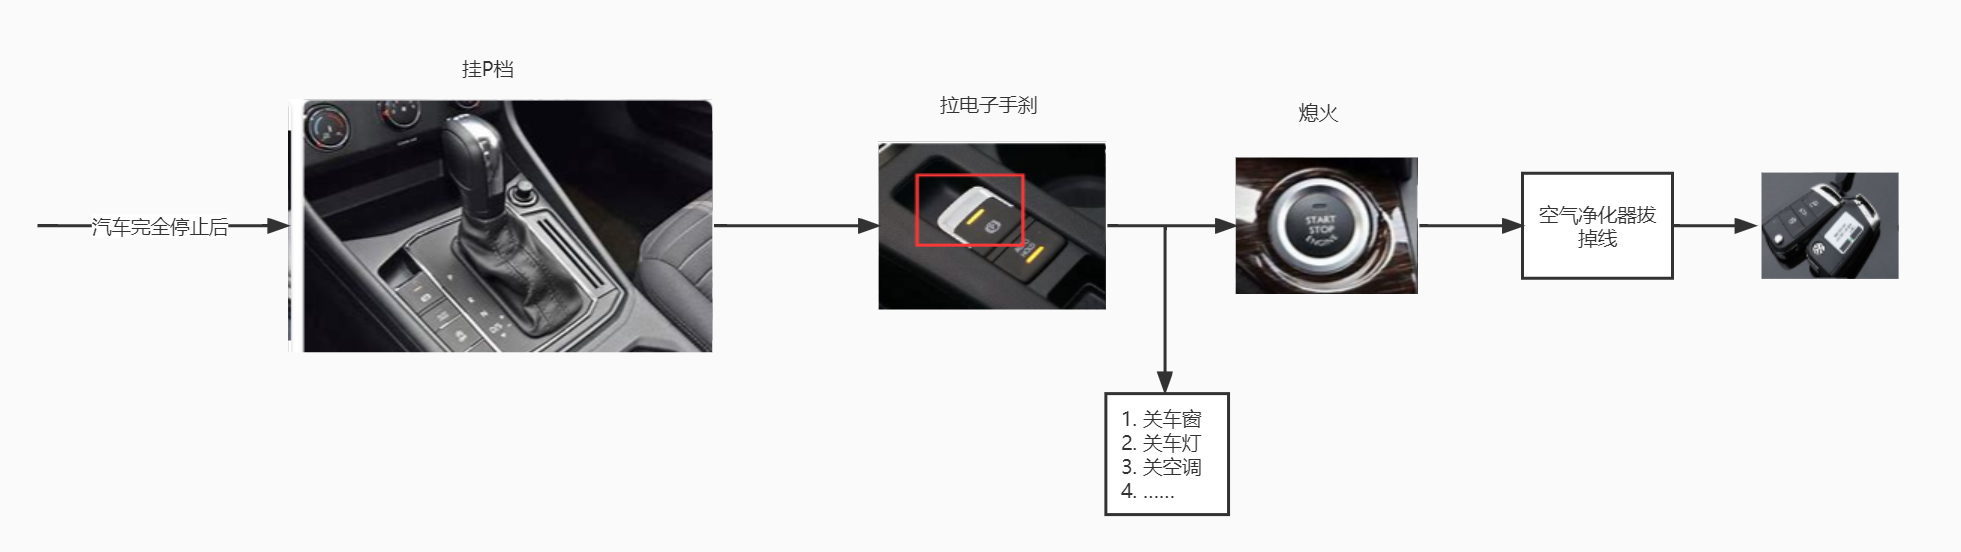 挂P档
拉电子手刹
熄火
汽车完全停止后
START
STOP
ENGINE
空气净化器拔
掉线
AUTO
HOLD
N
1. 关车窗
2. 关车灯
3. 关空调
4. ......